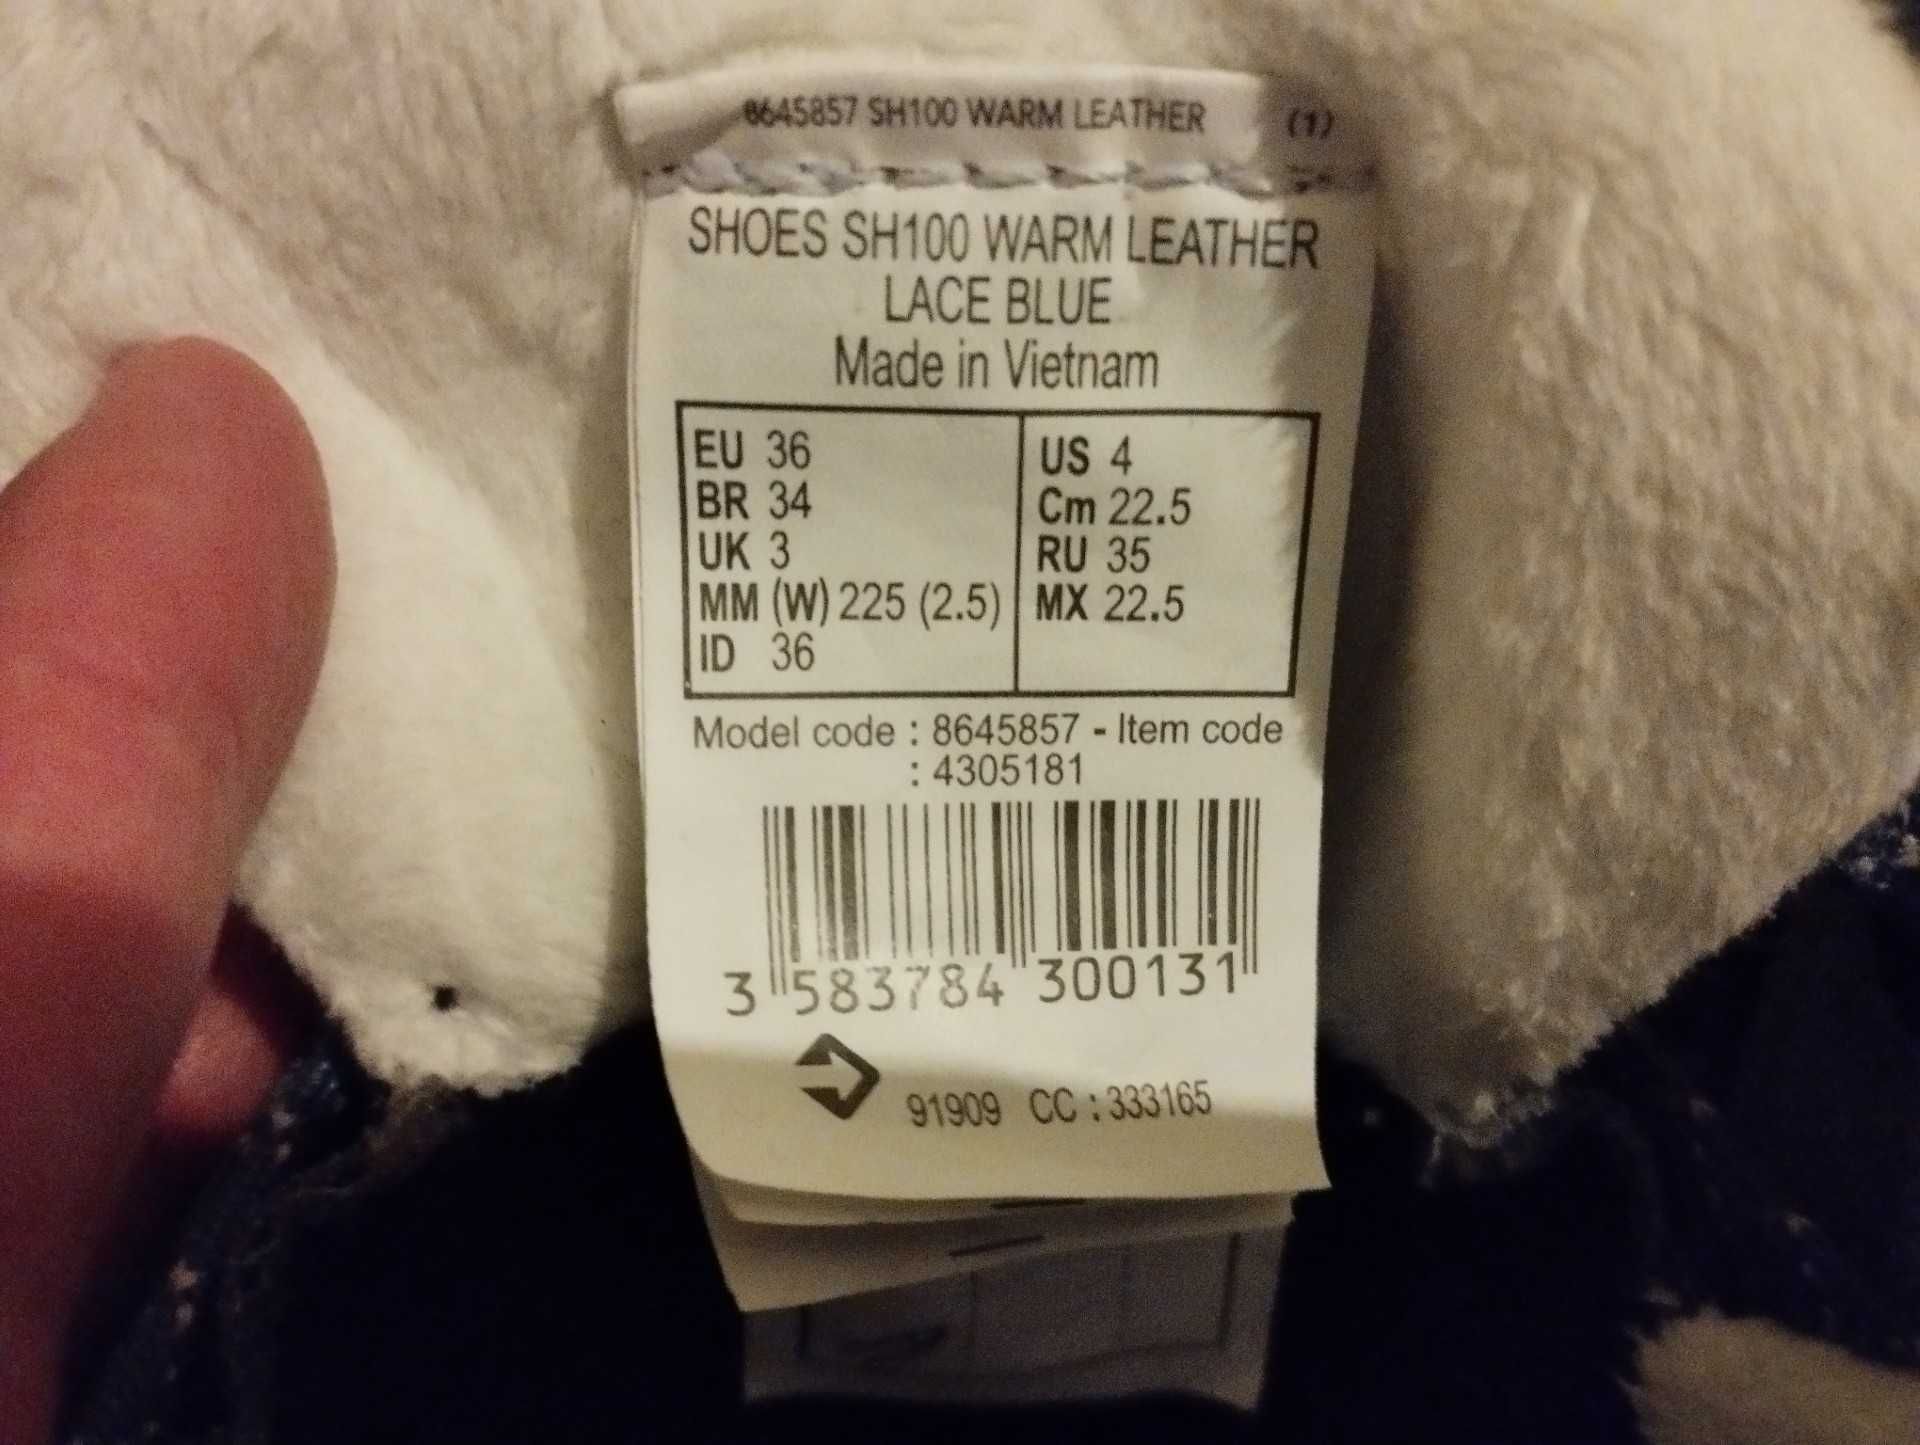 8645857 SH100 WARM LEATHER (1)
SHOES SH100 WARM LEATHER
LACE BLUE
Made in Vietnam
EU 36 US 4
BR 34 Cm 22.5
UK 3 RU 35
MM (W) 225 (2.5) MX 22.5
ID 36
Model code : 8645857 - Item code
: 4305181
3 583784 300131
91909 CC : 333165